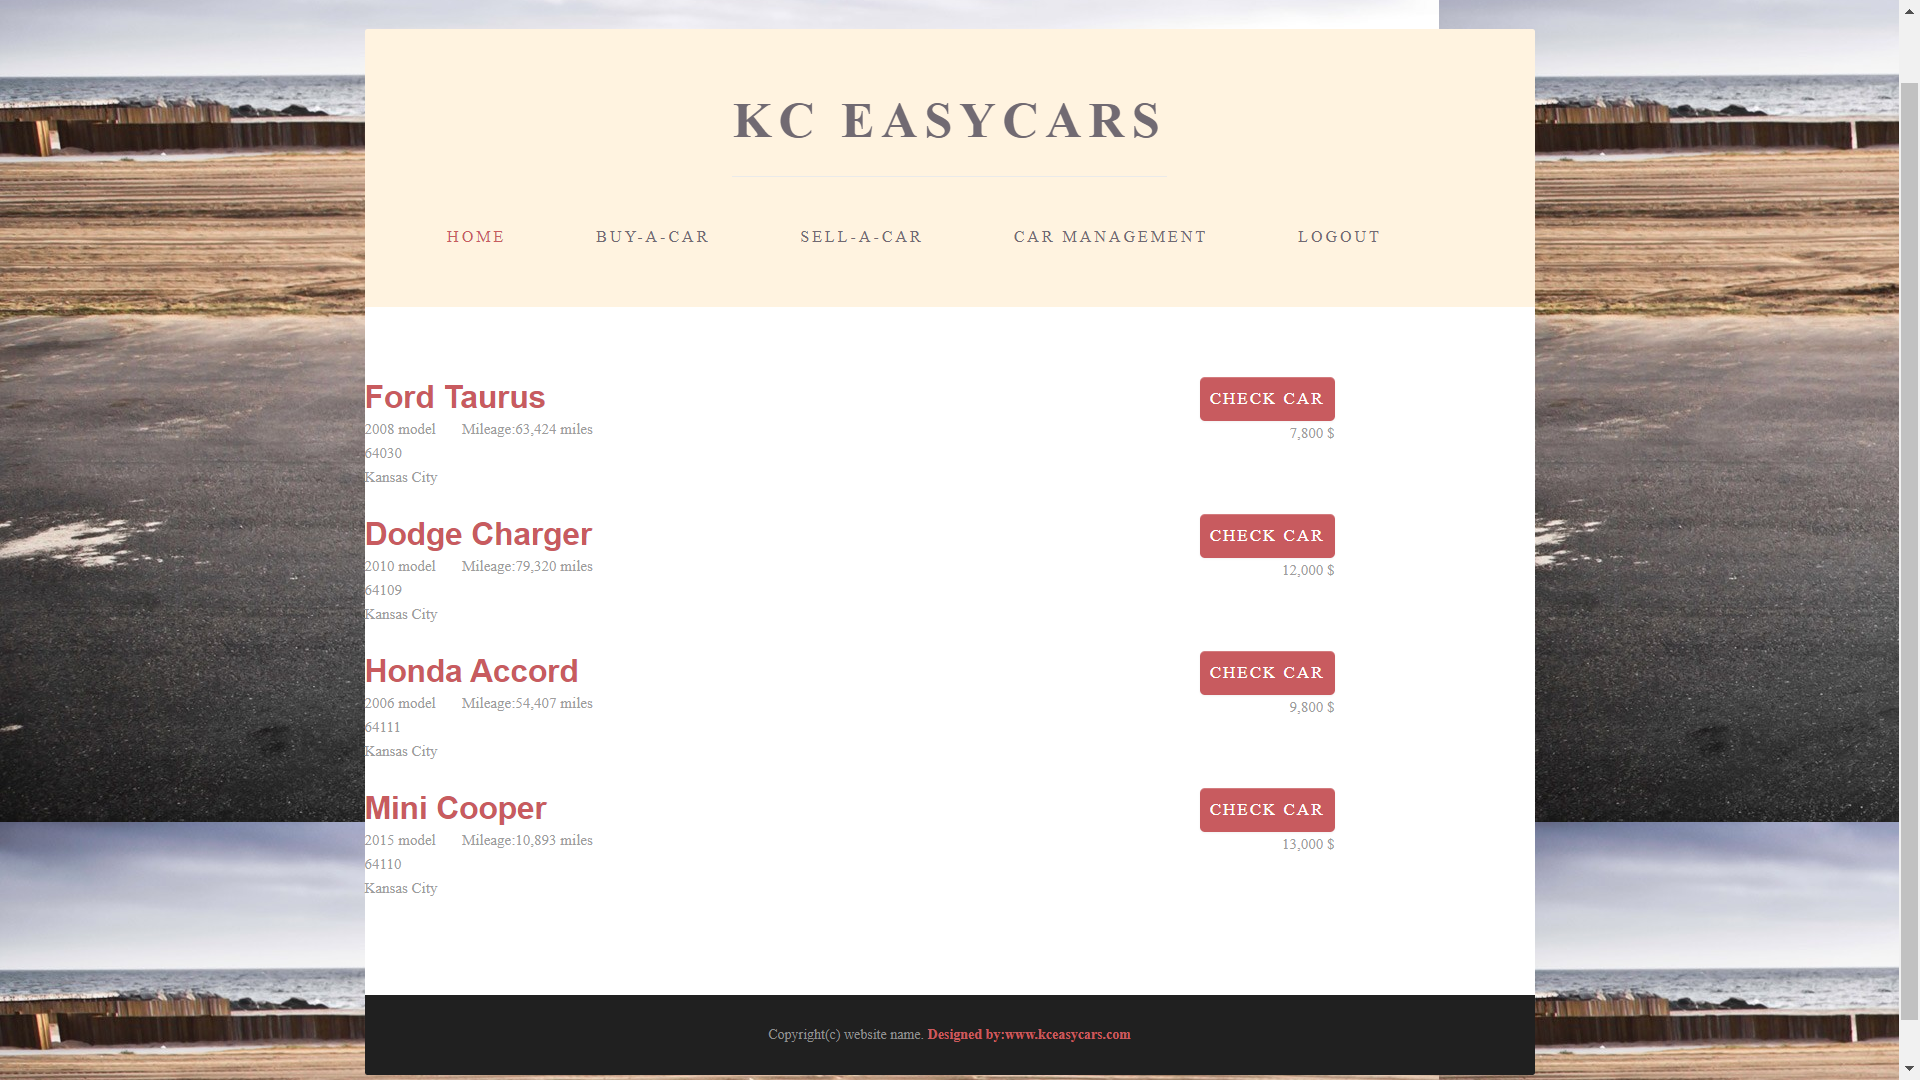 KC EASYCARS
HOME BUY-A-CAR SELL-A-CAR CAR MANAGEMENT LOGOUT
Ford Taurus
CHECK CAR
2008 model Mileage:63,424 miles
7,800 $
64030
Kansas City
Dodge Charger
CHECK CAR
2010 model Mileage:79,320 miles
12,000 $
64109
Kansas City
Honda Accord
CHECK CAR
2006 model Mileage:54,407 miles
9,800 $
64111
Kansas City
Mini Cooper
CHECK CAR
2015 model Mileage:10,893 miles
13,000 $
64110
Kansas City
Copyright(c) website name. Designed by:www.kceasycars.com